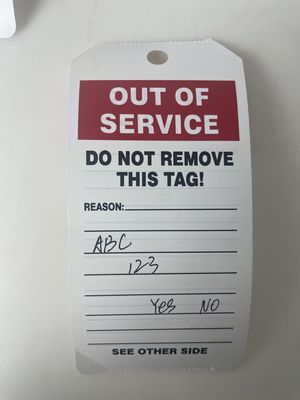 OUT OF
SERVICE
DO NOT REMOVE
THIS TAG!
REASON:
ABC
123
Yes NO
SEE OTHER SIDE